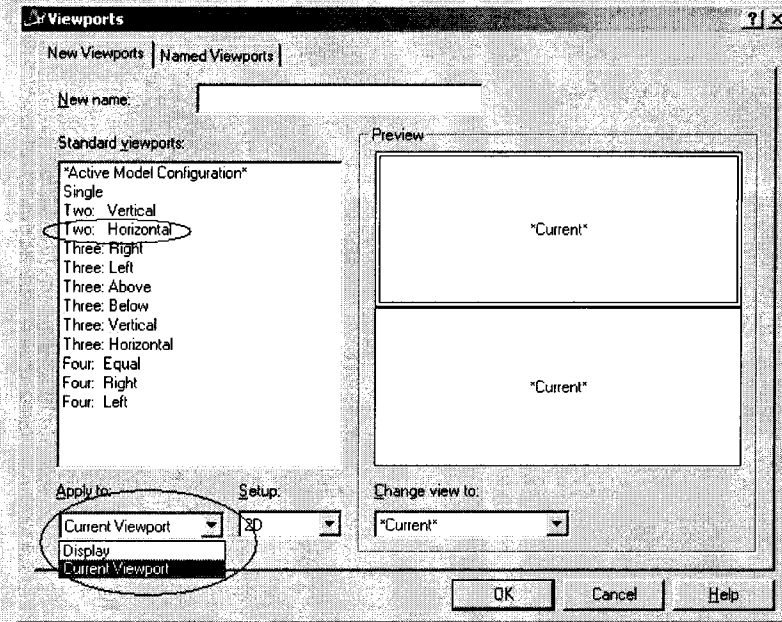 Viewports
New Viewports
Named Viewports
New name:
Standard viewports:
*Active Model Configuration*
Single
Two: Vertical
Two: Horizontal
Three: Right
Three: Left
Three: Above
Three: Below
Three: Vertical
Three: Horizontal
Four: Equal
Four: Right
Four: Left
Preview
*Current*
*Current*
Apply to:
Setup:
Change view to:
Current Viewport
2D
*Current*
Display
Current Viewport
OK
Cancel
Help